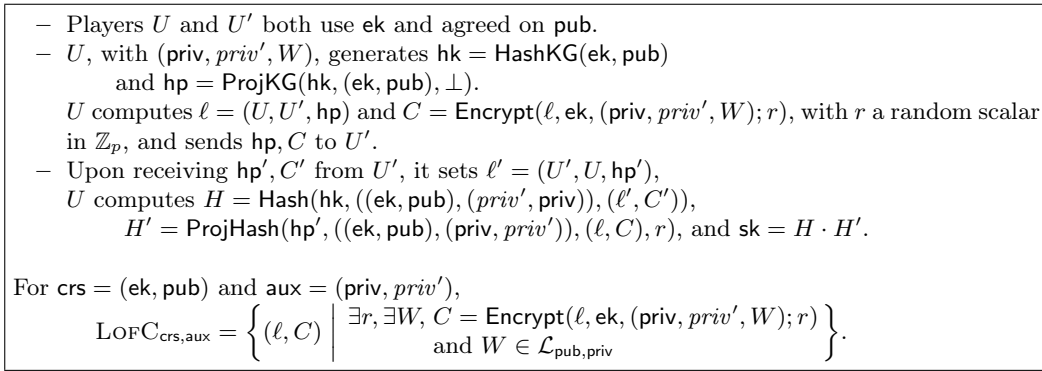 – Players U and U′ both use ek and agreed on pub.
– U, with (priv, priv′, W), generates hk = HashKG(ek, pub)
and hp = ProjKG(hk, (ek, pub), ⊥).
U computes ℓ = (U, U′, hp) and C = Encrypt(ℓ, ek, (priv, priv′, W); r), with r a random scalar
in ℤₚ, and sends hp, C to U′.
– Upon receiving hp′, C′ from U′, it sets ℓ′ = (U′, U, hp′),
U computes H = Hash(hk, ((ek, pub), (priv′, priv)), (ℓ′, C′)),
H′ = ProjHash(hp′, ((ek, pub), (priv, priv′)), (ℓ, C), r), and sk = H · H′.
For crs = (ek, pub) and aux = (priv, priv′),
LOFC_{crs,aux} = { (ℓ, C) | ∃r, ∃W, C = Encrypt(ℓ, ek, (priv, priv′, W); r)
and W ∈ ℒ_{pub,priv} }.